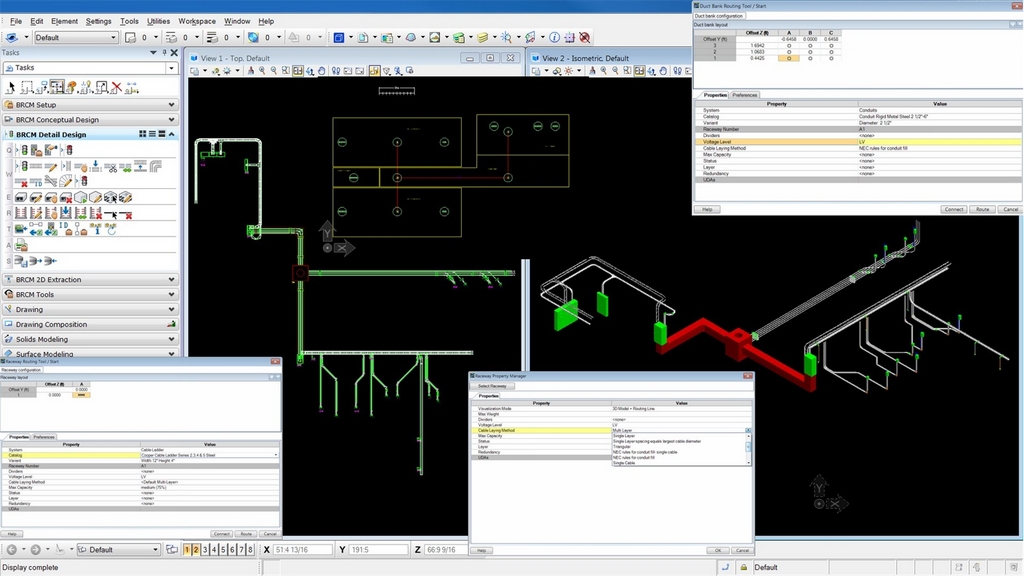 File Edit Element Settings Tools Utilities Workspace Window Help
Default 0 0 0 0
Tasks
Tasks
BRCM Setup
BRCM Conceptual Design
BRCM Detail Design
BRCM 2D Extraction
BRCM Tools
Drawing
Drawing Composition
Solids Modeling
Surface Modeling
View 1 - Top, Default
View 2 - Isometric, Default
Y
X
Duct Bank Routing Tool / Start
Duct bank configuration
Duct bank layout
Offset Z (ft) A B C
Offset Y (ft) -0.6458 0.0000 0.6458
3 1.6942
2 1.0683
1 0.4425
Properties Preferences
Property Value
System Conduits
Catalog Conduit Rigid Metal Steel 2 1/2"-6"
Variant Diameter: 2 1/2"
Raceway Number A1
Dividers <none>
Voltage Level LV
Cable Laying Method NEC rules for conduit fill
Max Capacity <none>
Status <none>
Layer <none>
Redundancy <none>
UDAs
Help Connect Route Cancel
Raceway Routing Tool / Start
Raceway configuration
Raceway layout
Offset Z (ft) A
Offset Y (ft) 0.0000
1 0.0000
Properties Preferences
Property Value
System Cable Ladder
Catalog Cooper Cable Ladder Series 2,3,4 & 5 Steel
Variant Width 12" Height 4"
Raceway Number A1
Dividers <none>
Voltage Level LV
Cable Laying Method <Default Multi-Layer>
Max Capacity medium (75%)
Status <none>
Layer <none>
Redundancy <none>
UDAs
Help Connect Route Cancel
Raceway Property Manager
Select Raceway
Properties
Property Value
Visualization Mode 3D Model + Routing Line
Max Weight
Dividers <none>
Voltage Level LV
Cable Laying Method Multi-Layer
Max Capacity Single-Layer
Status Single-Layer-spacing equals largest cable diameter
Layer Triangular
Redundancy NEC rules for conduit fill: single cable
UDAs NEC rules for conduit fill
Single Cable
Help OK Cancel
Default 1 2 3 4 5 6 7 8 X 51:4 13/16 Y 191:5 Z 66:9 9/16
Display complete Default